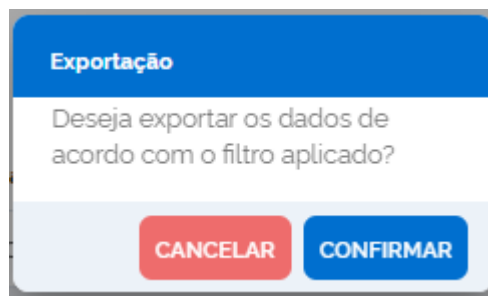 Exportação
Deseja exportar os dados de
acordo com o filtro aplicado?
CANCELAR CONFIRMAR